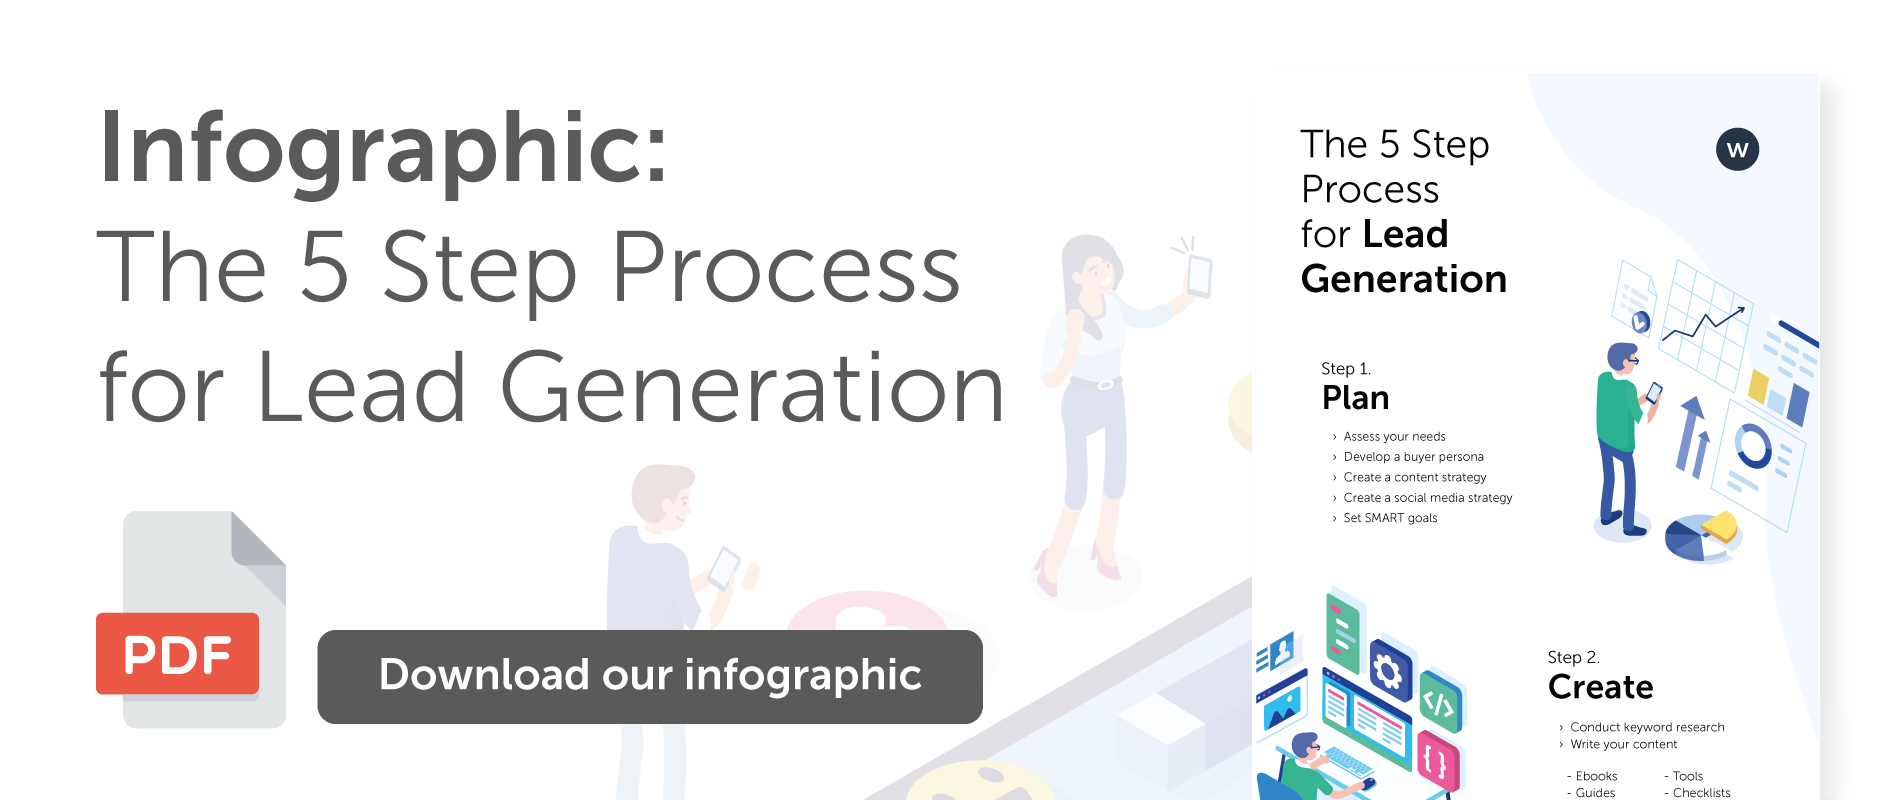 Infographic:
The 5 Step Process
for Lead Generation
PDF
Download our infographic
The 5 Step
Process
for Lead
Generation
w
Step 1.
Plan
› Assess your needs
› Develop a buyer persona
› Create a content strategy
› Create a social media strategy
› Set SMART goals
</>
{ }
Step 2.
Create
› Conduct keyword research
› Write your content
- Ebooks
- Tools
- Guides
- Checklists